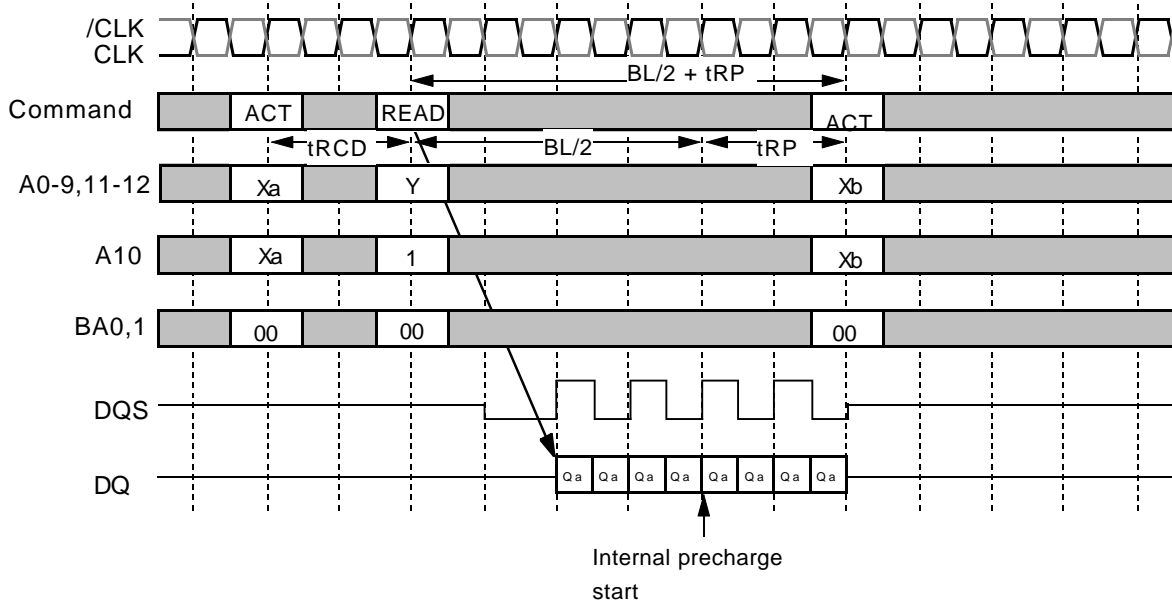 /CLK
CLK
BL/2 + tRP
Command ACT READ ACT
tRCD BL/2 tRP
A0-9,11-12 Xa Y Xb
A10 Xa 1 Xb
BA0,1 00 00 00
DQS
DQ Qa Qa Qa Qa Qa Qa Qa Qa
Internal precharge
start